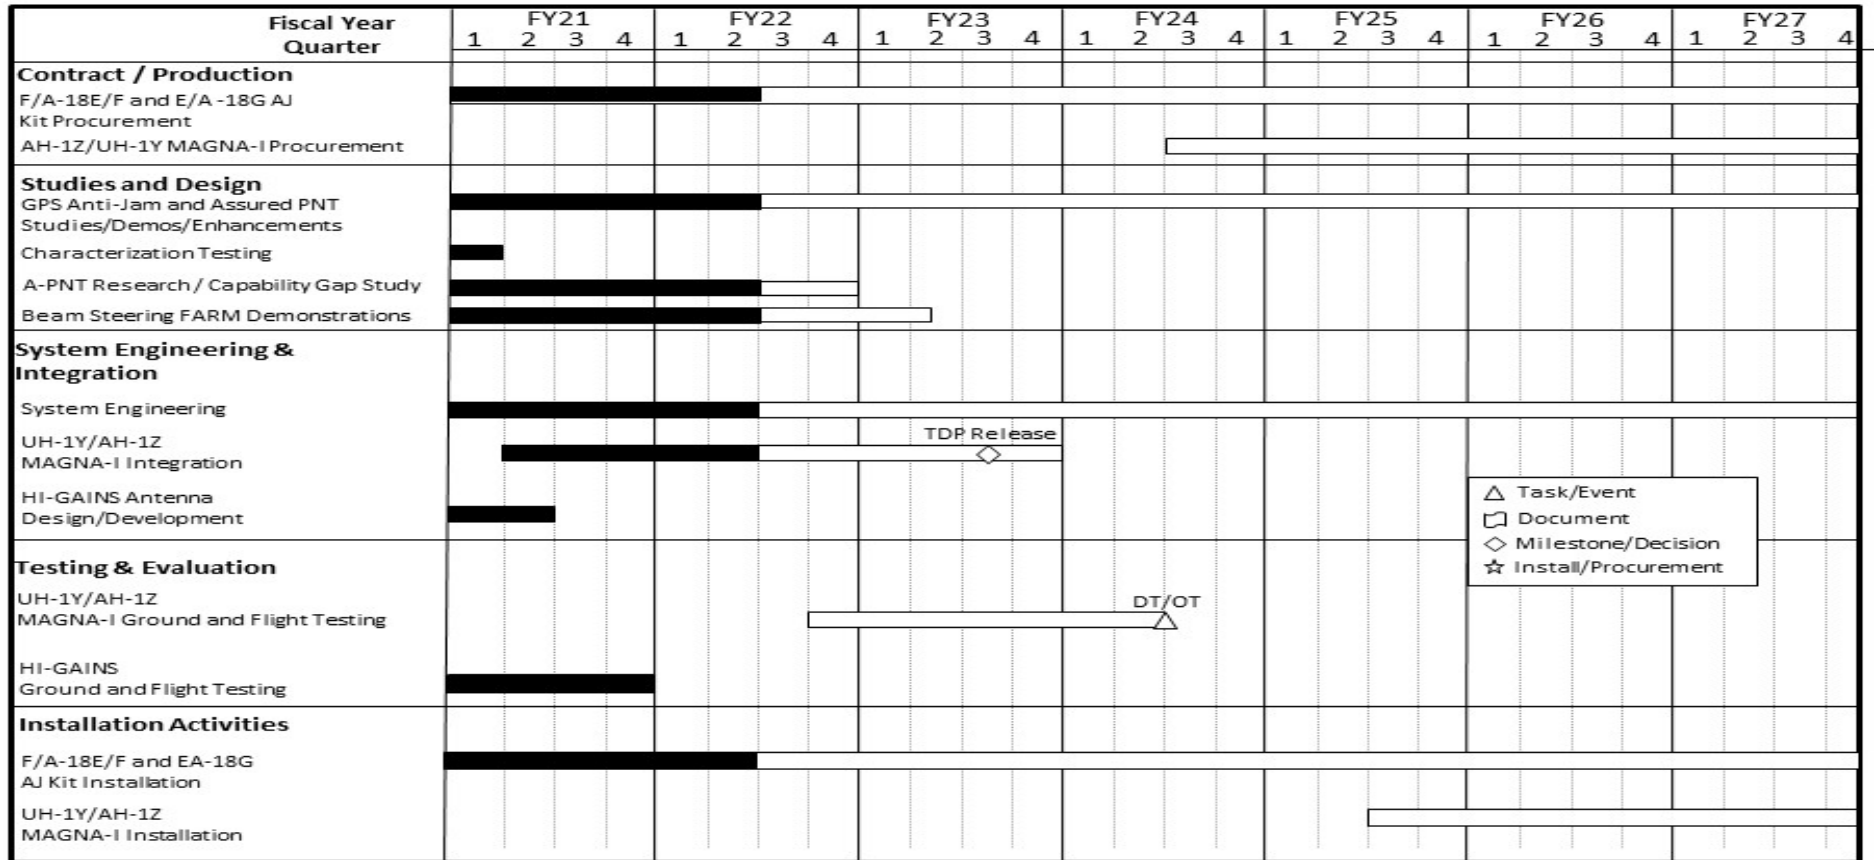 Fiscal Year FY21 FY22 FY23 FY24 FY25 FY26 FY27
Quarter 1 2 3 4 1 2 3 4 1 2 3 4 1 2 3 4 1 2 3 4 1 2 3 4 1 2 3 4
Contract / Production
F/A-18E/F and E/A -18G AJ
Kit Procurement
AH-1Z/UH-1Y MAGNA-I Procurement
Studies and Design
GPS Anti-Jam and Assured PNT
Studies/Demos/Enhancements
Characterization Testing
A-PNT Research / Capability Gap Study
Beam Steering FARM Demonstrations
System Engineering &
Integration
System Engineering
UH-1Y/AH-1Z
MAGNA-I Integration
TDP Release
HI-GAINS Antenna
Design/Development
Task/Event
Document
Milestone/Decision
Install/Procurement
Testing & Evaluation
UH-1Y/AH-1Z
MAGNA-I Ground and Flight Testing
DT/OT
HI-GAINS
Ground and Flight Testing
Installation Activities
F/A-18E/F and EA-18G
AJ Kit Installation
UH-1Y/AH-1Z
MAGNA-I Installation